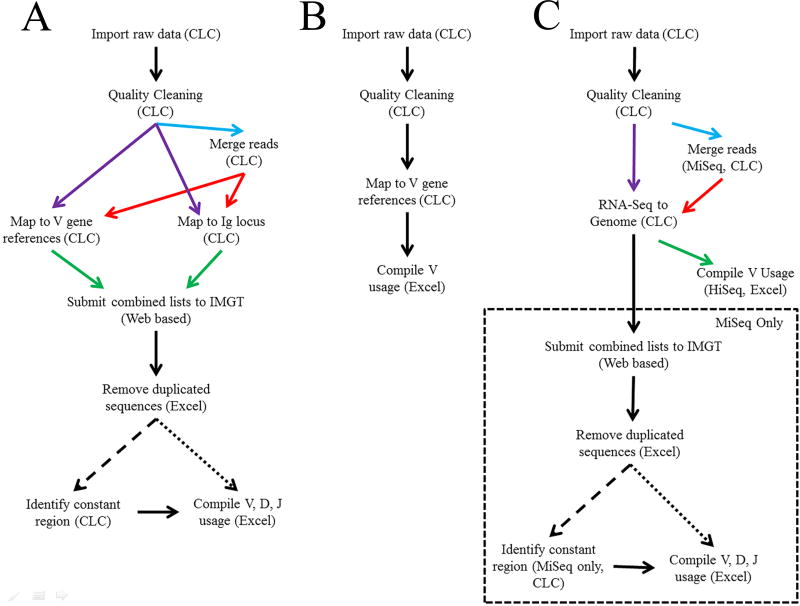 A
Import raw data (CLC)
Quality Cleaning
(CLC)
Merge reads
(CLC)
Map to V gene
references (CLC)
Map to Ig locus
(CLC)
Submit combined lists to IMGT
(Web based)
Remove duplicated
sequences (Excel)
Identify constant
region (CLC)
Compile V, D, J
usage (Excel)
B
Import raw data (CLC)
Quality Cleaning
(CLC)
Map to V gene
references (CLC)
Compile V
usage (Excel)
C
Import raw data (CLC)
Quality Cleaning
(CLC)
Merge reads
(MiSeq, CLC)
RNA-Seq to
Genome (CLC)
Compile V Usage
(HiSeq, Excel)
MiSeq Only
Submit combined lists to IMGT
(Web based)
Remove duplicated
sequences (Excel)
Identify constant
region (MiSeq only,
CLC)
Compile V, D, J
usage (Excel)